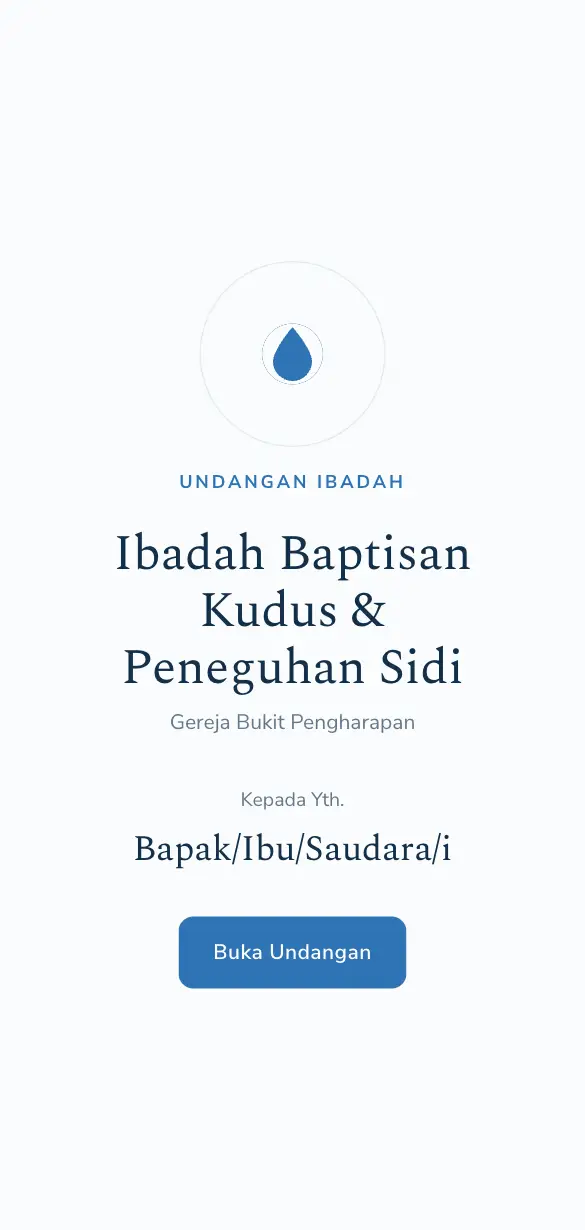 UNDANGAN IBADAH
Ibadah Baptisan
Kudus &
Peneguhan Sidi
Gereja Bukit Pengharapan
Kepada Yth.
Bapak/Ibu/Saudara/i
Buka Undangan